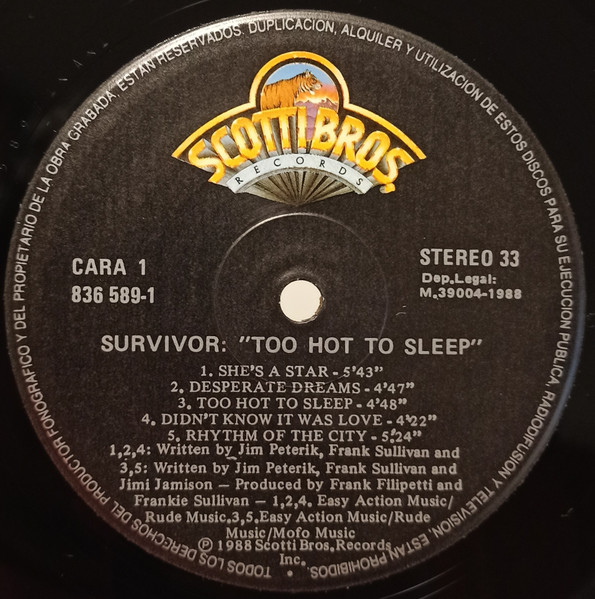 TODOS LOS DERECHOS DEL PRODUCTOR FONOGRAFICO Y DEL PROPIETARIO DE LA OBRA GRABADA, ESTAN RESERVADOS. DUPLICACION, ALQUILER Y UTILIZACION DE ESTOS DISCOS PARA SU EJECUCION PUBLICA, RADIODIFUSION Y TELEVISION, ESTAN PROHIBIDOS. •
SCOTTI BROS.
RECORDS
CARA 1
836 589-1
STEREO 33
Dep.Legal:
M.39004-1988
SURVIVOR: "TOO HOT TO SLEEP"
1. SHE'S A STAR - 5'43"
2. DESPERATE DREAMS - 4'47"
3. TOO HOT TO SLEEP - 4'48"
4. DIDN'T KNOW IT WAS LOVE - 4'22"
5. RHYTHM OF THE CITY - 5'24"
1,2,4: Written by Jim Peterik, Frank Sullivan and
3,5: Written by Jim Peterik, Frank Sullivan and
Jimi Jamison — Produced by Frank Filipetti and
Frankie Sullivan — 1,2,4, Easy Action Music/
Rude Music.3,5.Easy Action Music/Rude
Music/Mofo Music
Ⓟ 1988 Scotti Bros. Records
Inc.